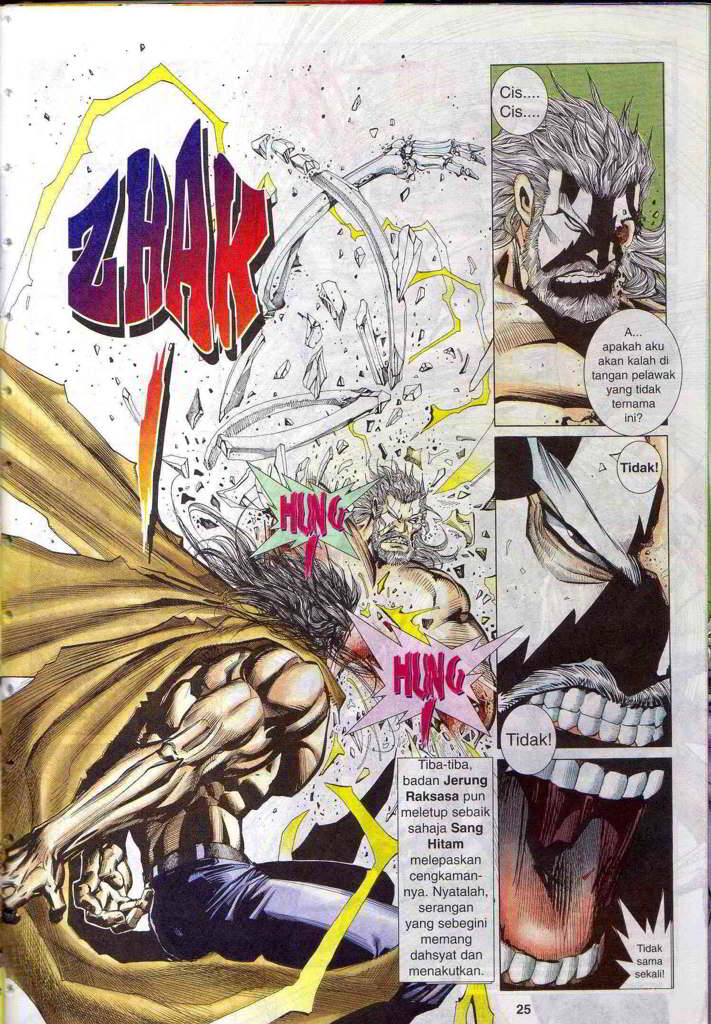 ZHAK
!
HUNG
!
HUNG
!
Tiba-tiba,
badan Jerung
Raksasa pun
meletup sebaik
sahaja Sang
Hitam
melepaskan
cengkaman-
nya. Nyatalah,
serangan
yang sebegini
memang
dahsyat dan
menakutkan.
Cis....
Cis....
A...
apakah aku
akan kalah di
tangan pelawak
yang tidak
ternama
ini?
Tidak!
Tidak!
Tidak
sama
sekali!
25